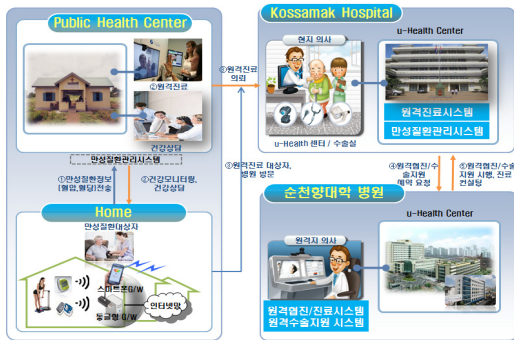 Public Health Center
②원격진료
건강상담
만성질환관리시스템
①만성질환정보
[혈압,혈당]전송
②건강모니터링,
건강상담
Home
만성질환대상자
스마트폰G/W
동글형 G/W
인터넷망
③원격진료
의뢰
③원격진료 대상자,
병원 방문
Kossamak Hospital
현지 의사
u-Health 센터 / 수술실
u-Health Center
원격진료시스템
만성질환관리시스템
④원격협진/수
술지원
예약 요청
⑤원격협진/수술
지원 시행, 진료
컨설팅
순천향대학 병원
원격지 의사
원격협진/진료시스템
원격수술지원 시스템
u-Health Center